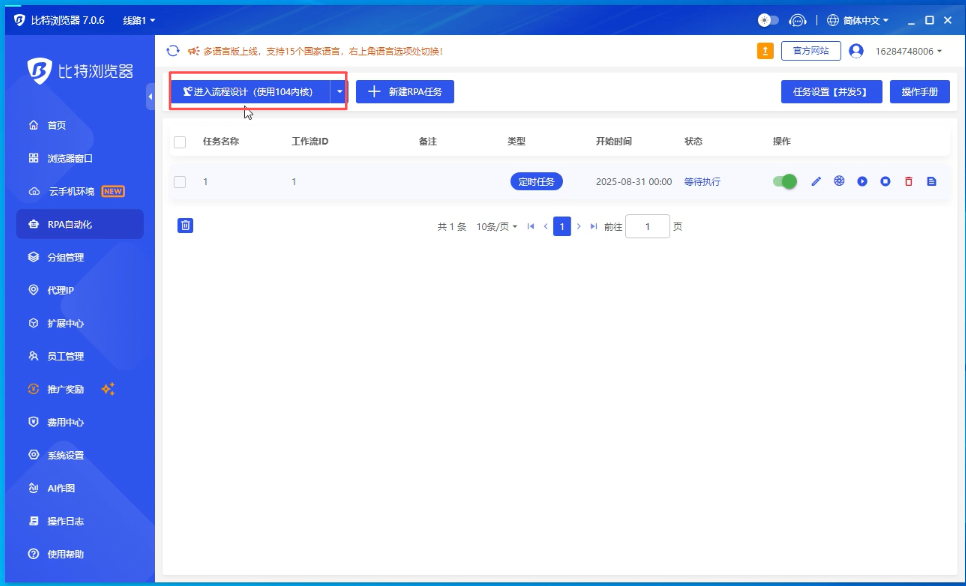 比特浏览器 7.0.6 线路1 简体中文
多语言版上线，支持15个国家语言，右上角语言选项处切换！ 官方网站 16284748006
比特浏览器
进入流程设计（使用104内核） 新建RPA任务 任务设置【并发5】 操作手册
首页
浏览器窗口
云手机环境 NEW
RPA自动化
分组管理
代理IP
扩展中心
员工管理
推广奖励
费用中心
系统设置
AI作图
操作日志
使用帮助
任务名称 工作流ID 备注 类型 开始时间 状态 操作
1 1 定时任务 2025-08-31 00:00 等待执行
共 1 条 10条/页 1 前往 1 页